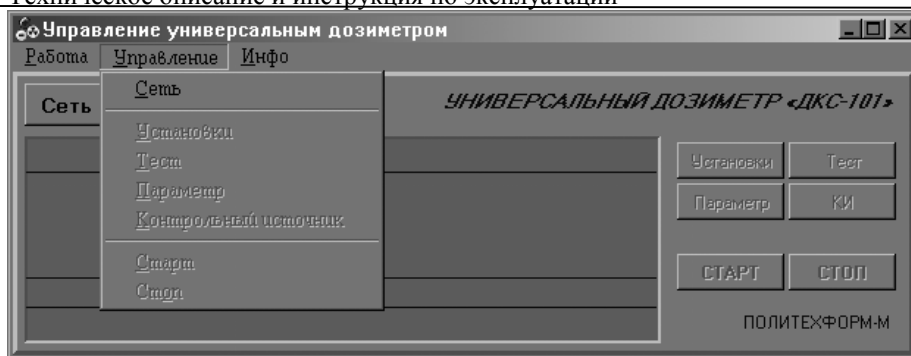 Техническое описание и инструкция по эксплуатации
Управление универсальным дозиметром
Работа Управление Инфо
Сеть
Сеть
УНИВЕРСАЛЬНЫЙ ДОЗИМЕТР «ДКС-101»
Установки
Тест
Параметр
Контрольный источник
Старт
Стоп
Установки Тест
Параметр КИ
СТАРТ СТОП
ПОЛИТЕХФОРМ-М